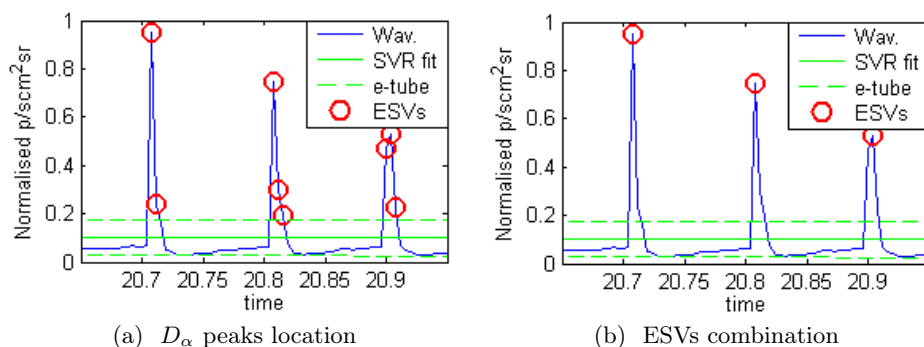 Normalised p/scm²sr
1
0.8
0.6
0.4
0.2
0
Wav.
SVR fit
e-tube
ESVs
20.7 20.75 20.8 20.85 20.9
time
(a) Dα peaks location
Normalised p/scm²sr
1
0.8
0.6
0.4
0.2
0
Wav.
SVR fit
e-tube
ESVs
20.7 20.75 20.8 20.85 20.9
time
(b) ESVs combination